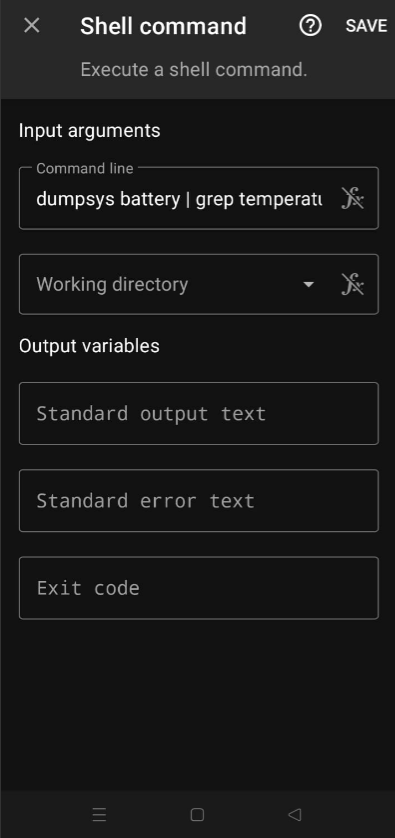 Shell command
SAVE
Execute a shell command.
Input arguments
Command line
dumpsys battery | grep temperatu
Working directory
Output variables
Standard output text
Standard error text
Exit code